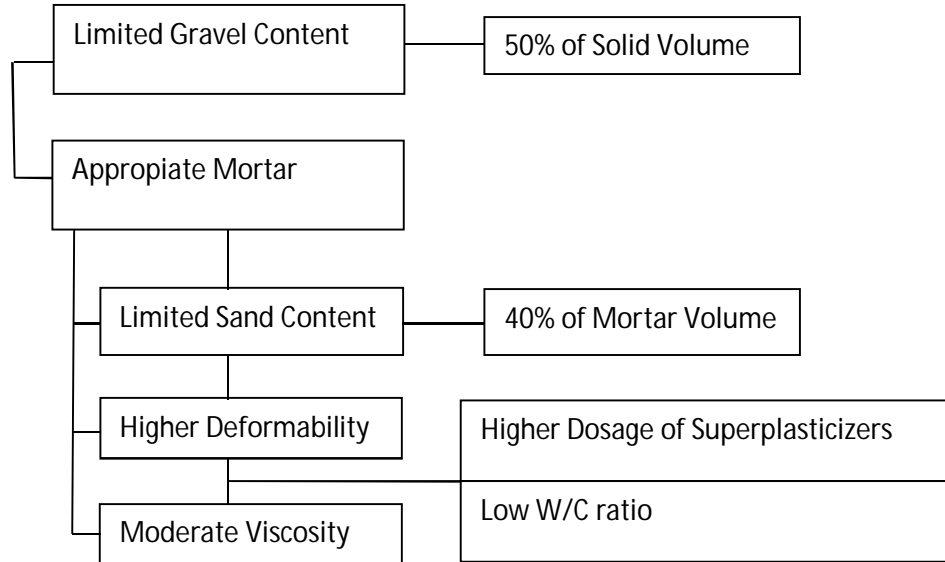 Limited Gravel Content
50% of Solid Volume
Appropiate Mortar
Limited Sand Content
40% of Mortar Volume
Higher Deformability
Higher Dosage of Superplasticizers
Low W/C ratio
Moderate Viscosity